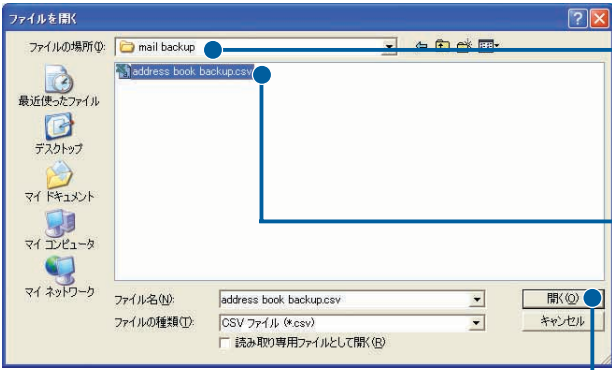 ファイルを開く
ファイルの場所(I):
mail backup
address book backup.csv
最近使ったファイル
デスクトップ
マイ ドキュメント
マイ コンピュータ
マイ ネットワーク
ファイル名(N):
address book backup.csv
開く(O)
ファイルの種類(T):
CSV ファイル (*.csv)
キャンセル
読み取り専用ファイルとして開く(R)